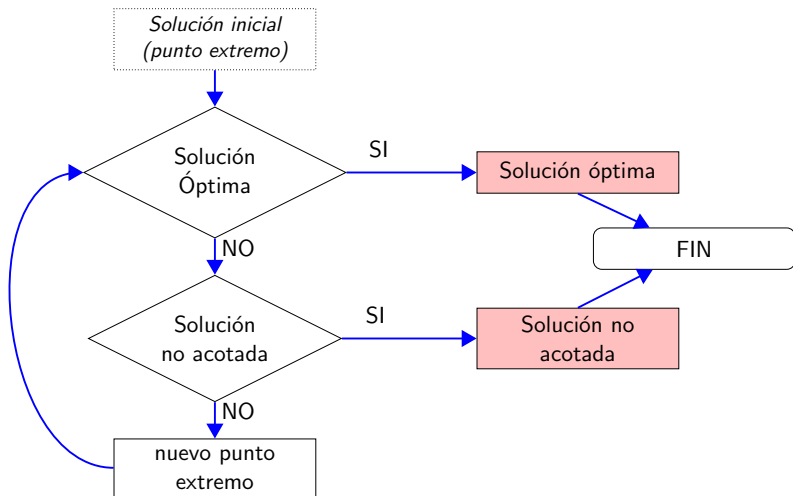 Solución inicial
(punto extremo)
Solución
Óptima
SI
Solución óptima
FIN
NO
Solución
no acotada
SI
Solución no
acotada
NO
nuevo punto
extremo